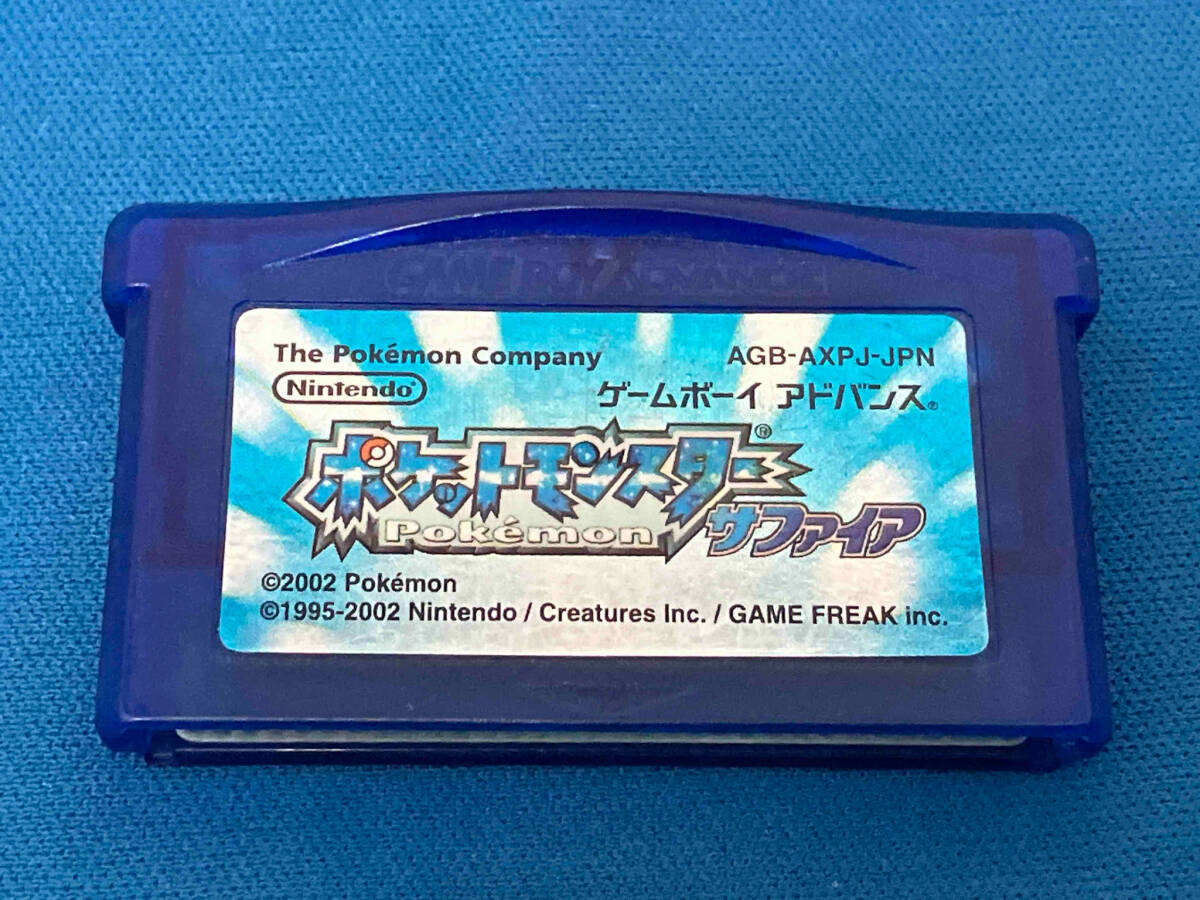 GAME BOY ADVANCE
The Pokémon Company AGB-AXPJ-JPN
Nintendo® ゲームボーイ アドバンス®
ポケットモンスター®
Pokémon サファイア
©2002 Pokémon
©1995-2002 Nintendo / Creatures Inc. / GAME FREAK inc.